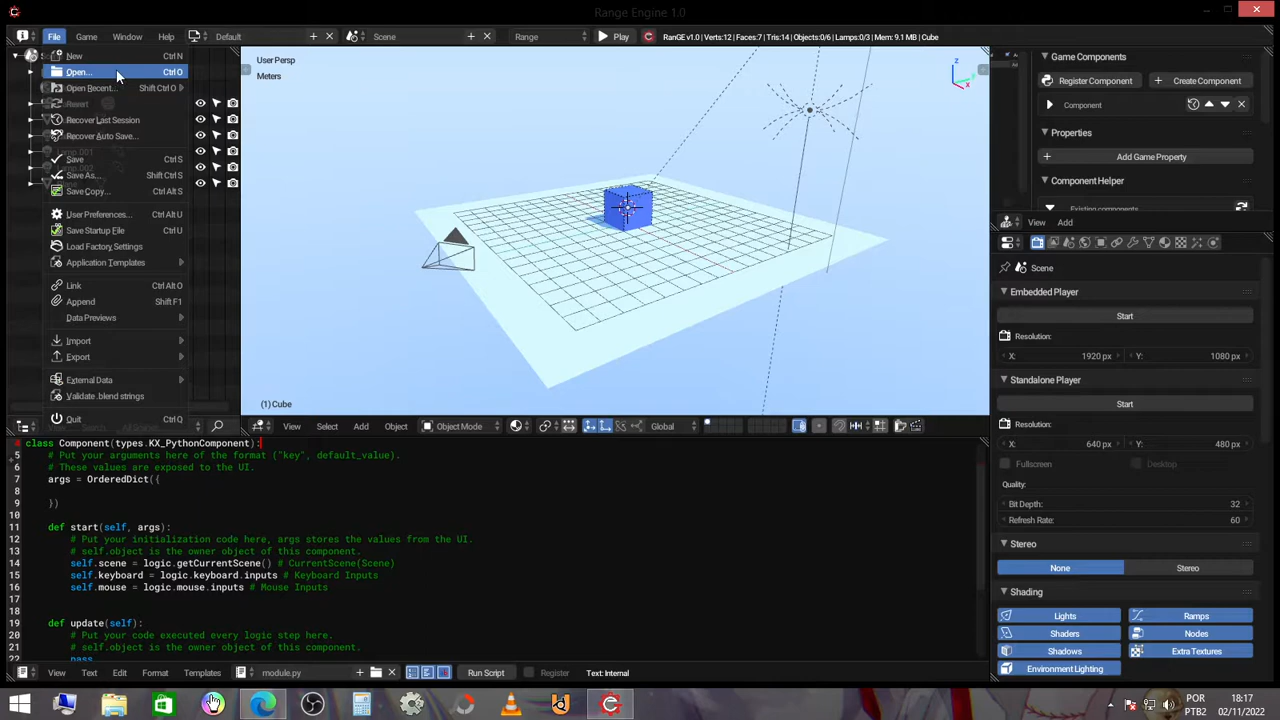 Range Engine 1.0
File Game Window Help Default Scene Range Play RanGE v1.0 | Verts:12 | Faces:7 | Tris:14 | Objects:0/6 | Lamps:0/3 | Mem: 9.1 MB | Cube
New Ctrl N
Open... Ctrl O
Open Recent... Shift Ctrl O
Revert
Recover Last Session
Recover Auto Save...
Save Ctrl S
Save As... Shift Ctrl S
Save Copy... Ctrl Alt S
User Preferences... Ctrl Alt U
Save Startup File Ctrl U
Load Factory Settings
Application Templates
Link Ctrl Alt O
Append Shift F1
Data Previews
Import
Export
External Data
Validate .blend strings
Quit Ctrl Q
User Persp
Meters
z
y
x
(1) Cube
View Select Add Object Object Mode Global
Game Components
Register Component Create Component
Component
Properties
Add Game Property
Component Helper
Existing components
View Add
Scene
Embedded Player
Start
Resolution:
X: 1920 px Y: 1080 px
Standalone Player
Start
Resolution:
X: 640 px Y: 480 px
Fullscreen Desktop
Quality:
Bit Depth: 32
Refresh Rate: 60
Stereo
None Stereo
Shading
Lights Ramps
Shaders Nodes
Shadows Extra Textures
Environment Lighting
class Component(types.KX_PythonComponent):
5 # Put your arguments here of the format ("key", default_value).
6 # These values are exposed to the UI.
7 args = OrderedDict({
8
9 })
10
11 def start(self, args):
12 # Put your initialization code here, args stores the values from the UI.
13 # self.object is the owner object of this component.
14 self.scene = logic.getCurrentScene() # CurrentScene(Scene)
15 self.keyboard = logic.keyboard.inputs # Keyboard Inputs
16 self.mouse = logic.mouse.inputs # Mouse Inputs
17
18
19 def update(self):
20 # Put your code executed every logic step here.
21 # self.object is the owner object of this component.
22 pass
View Text Edit Format Templates module.py Run Script Register Text: Internal
POR
PTB2
18:17
02/11/2022